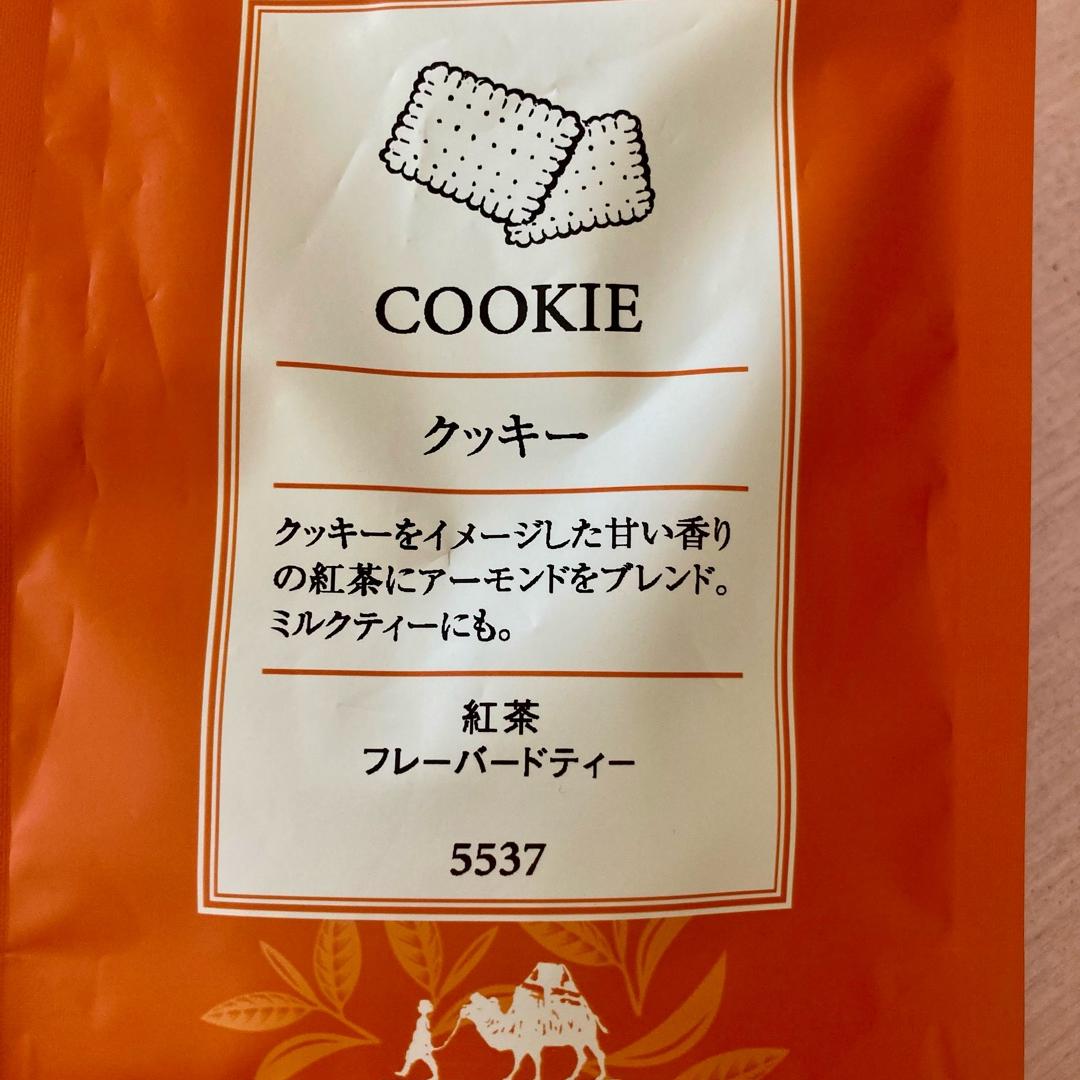 COOKIE
クッキー
クッキーをイメージした甘い香り
の紅茶にアーモンドをブレンド。
ミルクティーにも。
紅茶
フレーバードティー
5537